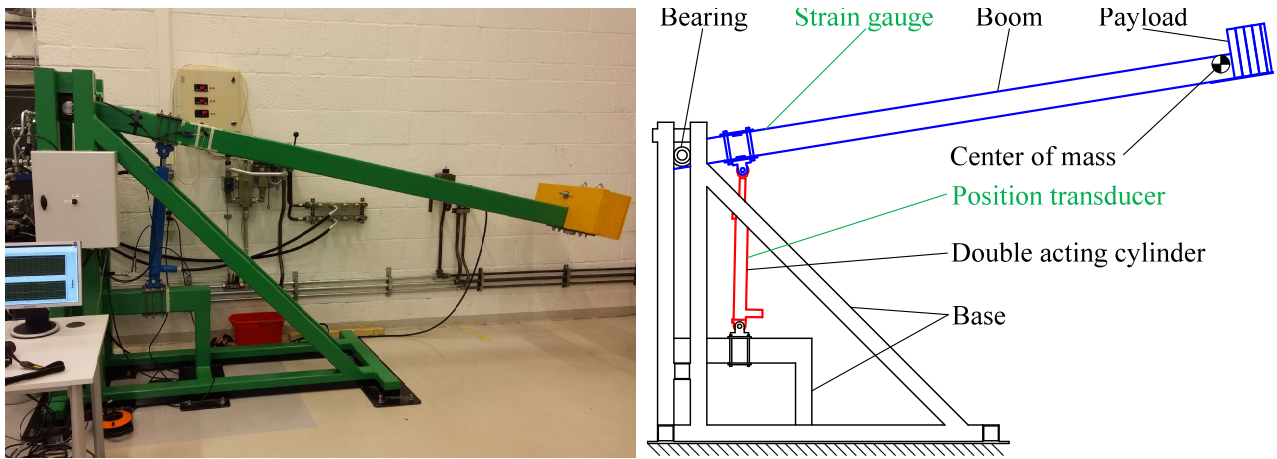 Bearing
Strain gauge
Boom
Payload
Center of mass
Position transducer
Double acting cylinder
Base